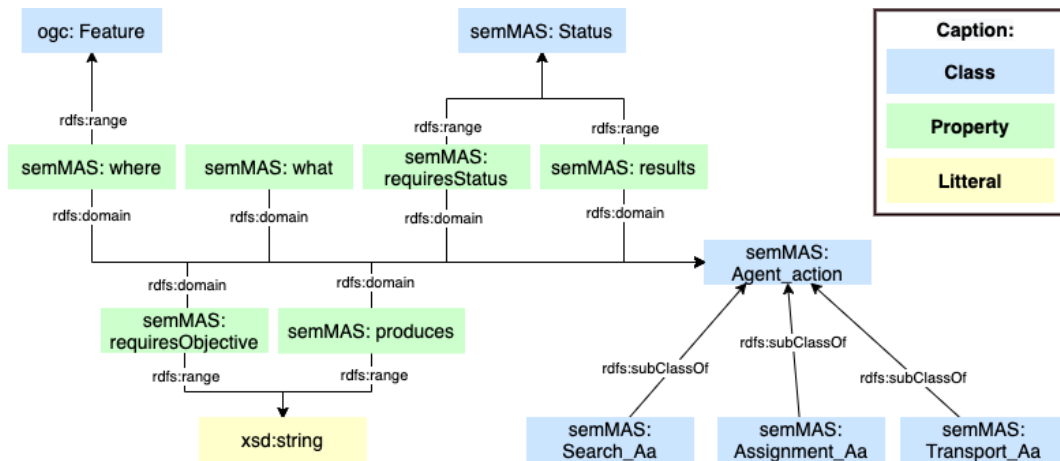 ogc: Feature
semMAS: Status
Caption:
Class
Property
Litteral
rdfs:range
rdfs:range
rdfs:range
semMAS: where
semMAS: what
semMAS:
requiresStatus
semMAS: results
rdfs:domain
rdfs:domain
rdfs:domain
rdfs:domain
semMAS:
Agent_action
rdfs:domain
rdfs:domain
semMAS:
requiresObjective
semMAS: produces
rdfs:range
rdfs:range
rdfs:subClassOf
rdfs:subClassOf
rdfs:subClassOf
xsd:string
semMAS:
Search_Aa
semMAS:
Assignment_Aa
semMAS:
Transport_Aa